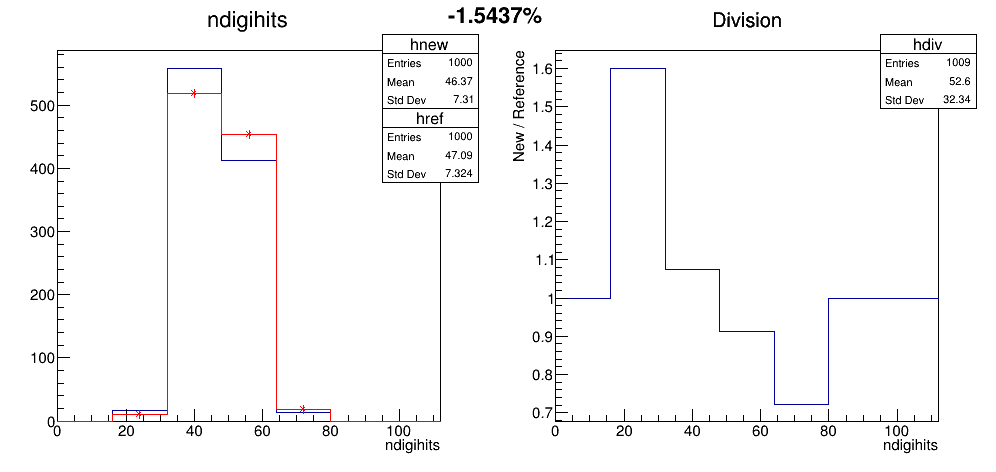 -1.5437%
ndigihits
hnew
Entries 1000
Mean 46.37
Std Dev 7.31
href
Entries 1000
Mean 47.09
Std Dev 7.324
500
400
300
200
100
0
0 20 40 60 80 100
ndigihits
Division
hdiv
Entries 1009
Mean 52.6
Std Dev 32.34
New / Reference
1.6
1.5
1.4
1.3
1.2
1.1
1
0.9
0.8
0.7
0 20 40 60 80 100
ndigihits